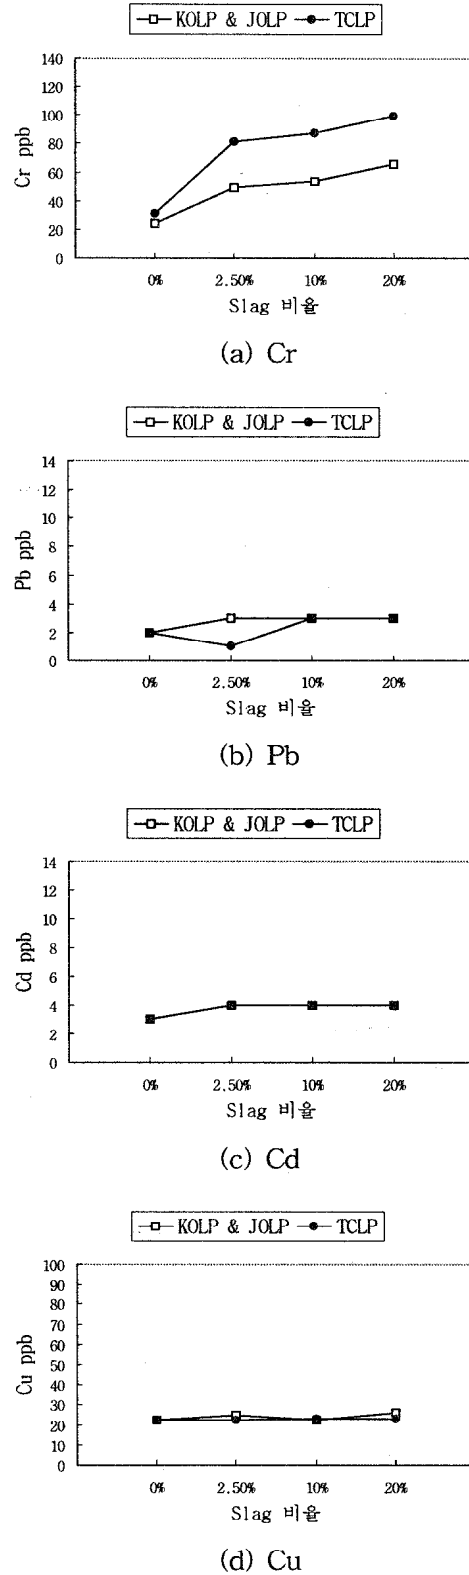 KOLP & JOLP TCLP
140
120
100
80
60
40
20
0
Cr ppb
0% 2.50% 10% 20%
Slag 비율
(a) Cr
KOLP & JOLP TCLP
14
12
10
8
6
4
2
0
Pb ppb
0% 2.50% 10% 20%
Slag 비율
(b) Pb
KOLP & JOLP TCLP
14
12
10
8
6
4
2
0
Cd ppb
0% 2.50% 10% 20%
Slag 비율
(c) Cd
KOLP & JOLP TCLP
100
90
80
70
60
50
40
30
20
10
0
Cu ppb
0% 2.50% 10% 20%
Slag 비율
(d) Cu